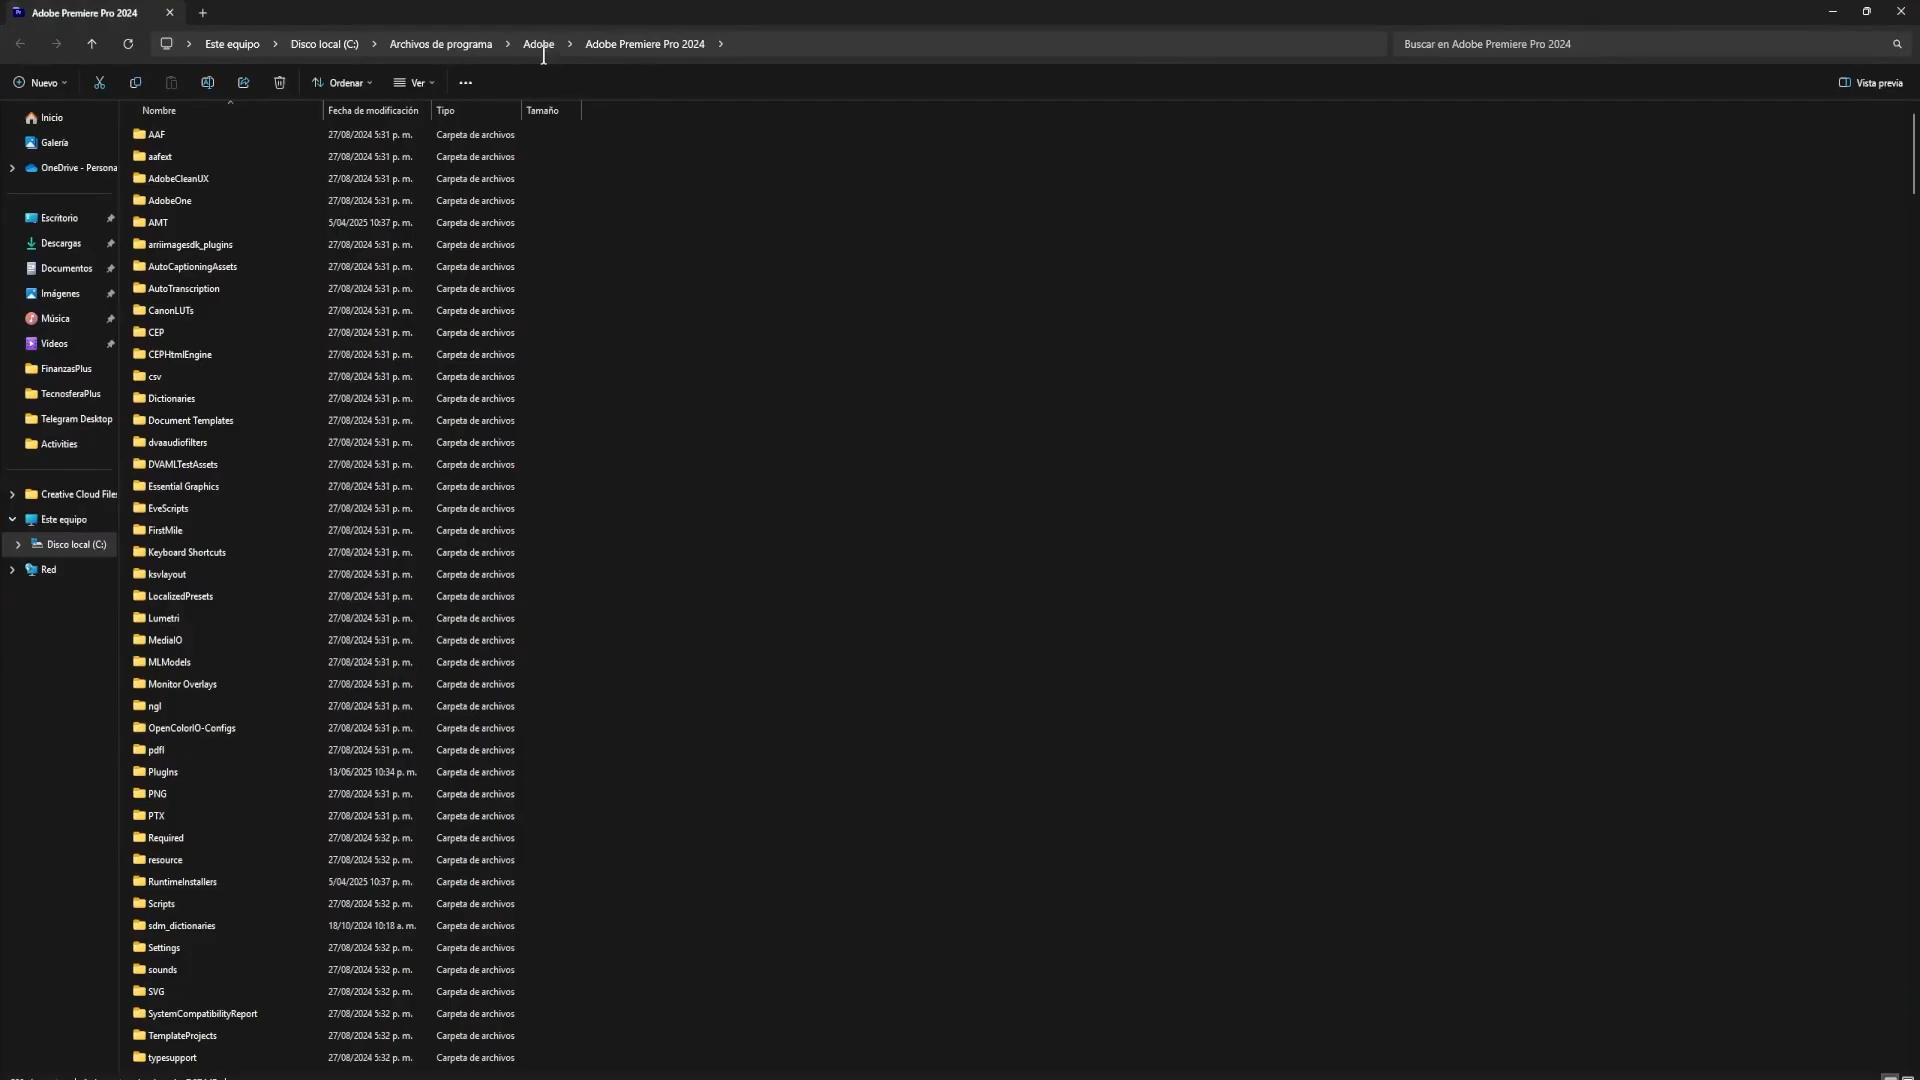 Adobe Premiere Pro 2024
Este equipo Disco local (C:) Archivos de programa Adobe Adobe Premiere Pro 2024
Buscar en Adobe Premiere Pro 2024
Nuevo Ordenar Ver Vista previa
Inicio
Galería
OneDrive - Persona
Escritorio
Descargas
Documentos
Imágenes
Música
Videos
FinanzasPlus
TecnosferaPlus
Telegram Desktop
Activities
Creative Cloud Files
Este equipo
Disco local (C:)
Red
Nombre Fecha de modificación Tipo Tamaño
AAF 27/08/2024 5:31 p. m. Carpeta de archivos
aafext 27/08/2024 5:31 p. m. Carpeta de archivos
AdobeCleanUX 27/08/2024 5:31 p. m. Carpeta de archivos
AdobeOne 27/08/2024 5:31 p. m. Carpeta de archivos
AMT 5/04/2025 10:37 p. m. Carpeta de archivos
arriimagesdk_plugins 27/08/2024 5:31 p. m. Carpeta de archivos
AutoCaptioningAssets 27/08/2024 5:31 p. m. Carpeta de archivos
AutoTranscription 27/08/2024 5:31 p. m. Carpeta de archivos
CanonLUTs 27/08/2024 5:31 p. m. Carpeta de archivos
CEP 27/08/2024 5:31 p. m. Carpeta de archivos
CEPHtmlEngine 27/08/2024 5:31 p. m. Carpeta de archivos
csv 27/08/2024 5:31 p. m. Carpeta de archivos
Dictionaries 27/08/2024 5:31 p. m. Carpeta de archivos
Document Templates 27/08/2024 5:31 p. m. Carpeta de archivos
dvaaudiofilters 27/08/2024 5:31 p. m. Carpeta de archivos
DVAMLTestAssets 27/08/2024 5:31 p. m. Carpeta de archivos
Essential Graphics 27/08/2024 5:31 p. m. Carpeta de archivos
EveScripts 27/08/2024 5:31 p. m. Carpeta de archivos
FirstMile 27/08/2024 5:31 p. m. Carpeta de archivos
Keyboard Shortcuts 27/08/2024 5:31 p. m. Carpeta de archivos
ksvlayout 27/08/2024 5:31 p. m. Carpeta de archivos
LocalizedPresets 27/08/2024 5:31 p. m. Carpeta de archivos
Lumetri 27/08/2024 5:31 p. m. Carpeta de archivos
MediaIO 27/08/2024 5:31 p. m. Carpeta de archivos
MLModels 27/08/2024 5:31 p. m. Carpeta de archivos
Monitor Overlays 27/08/2024 5:31 p. m. Carpeta de archivos
ngl 27/08/2024 5:31 p. m. Carpeta de archivos
OpenColorIO-Configs 27/08/2024 5:31 p. m. Carpeta de archivos
pdfl 27/08/2024 5:31 p. m. Carpeta de archivos
PlugIns 13/06/2025 10:34 p. m. Carpeta de archivos
PNG 27/08/2024 5:31 p. m. Carpeta de archivos
PTX 27/08/2024 5:31 p. m. Carpeta de archivos
Required 27/08/2024 5:32 p. m. Carpeta de archivos
resource 27/08/2024 5:32 p. m. Carpeta de archivos
RuntimeInstallers 5/04/2025 10:37 p. m. Carpeta de archivos
Scripts 27/08/2024 5:32 p. m. Carpeta de archivos
sdm_dictionaries 18/10/2024 10:18 a. m. Carpeta de archivos
Settings 27/08/2024 5:32 p. m. Carpeta de archivos
sounds 27/08/2024 5:32 p. m. Carpeta de archivos
SVG 27/08/2024 5:32 p. m. Carpeta de archivos
SystemCompatibilityReport 27/08/2024 5:32 p. m. Carpeta de archivos
TemplateProjects 27/08/2024 5:32 p. m. Carpeta de archivos
typesupport 27/08/2024 5:32 p. m. Carpeta de archivos